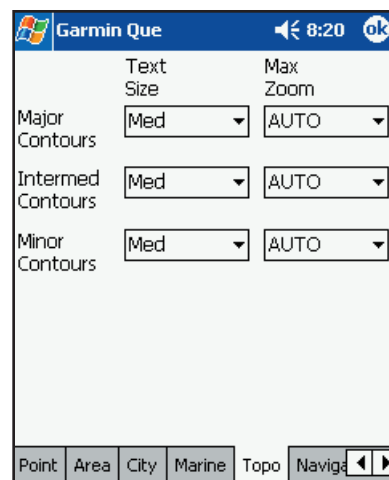 Garmin Que 8:20 ok
Text Size Max Zoom
Major Contours Med AUTO
Intermed Contours Med AUTO
Minor Contours Med AUTO
Point Area City Marine Topo Naviga